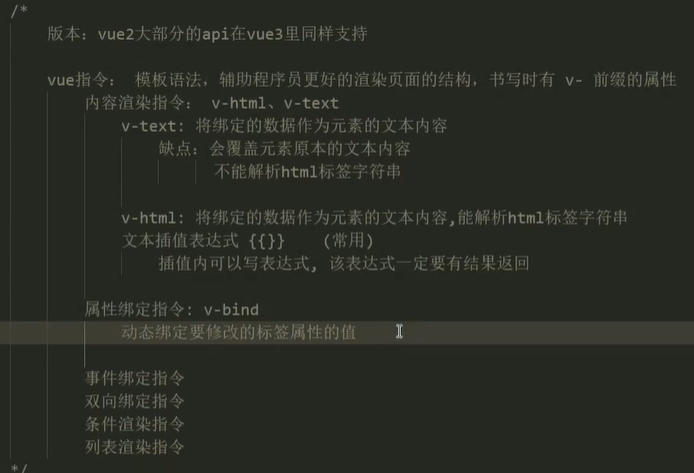 /*
版本：vue2大部分的api在vue3里同样支持
vue指令： 模板语法，辅助程序员更好的渲染页面的结构，书写时有 v- 前缀的属性
内容渲染指令： v-html、v-text
v-text: 将绑定的数据作为元素的文本内容
缺点：会覆盖元素原本的文本内容
不能解析html标签字符串
v-html: 将绑定的数据作为元素的文本内容,能解析html标签字符串
文本插值表达式 {{}} (常用)
插值内可以写表达式, 该表达式一定要有结果返回
属性绑定指令: v-bind
动态绑定要修改的标签属性的值
事件绑定指令
双向绑定指令
条件渲染指令
列表渲染指令
*/